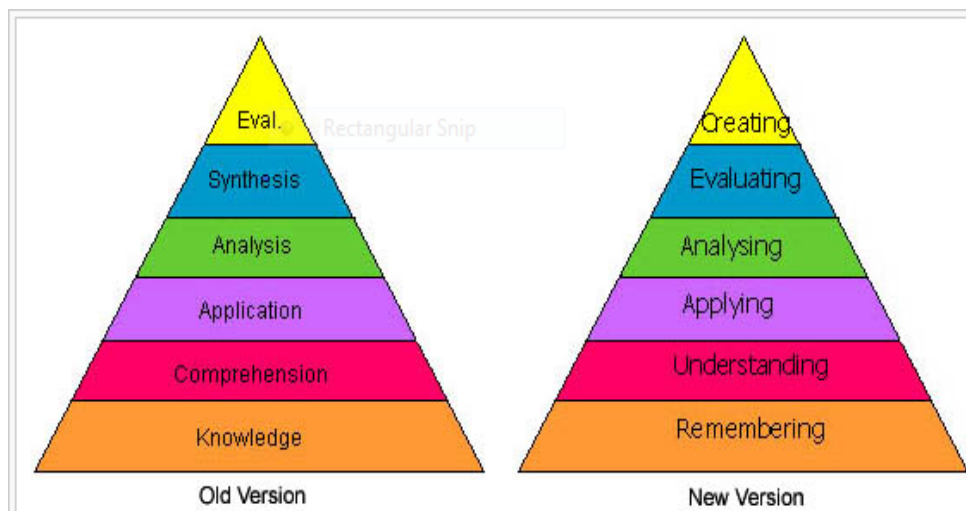 Eval.
Rectangular Snip
Synthesis
Analysis
Application
Comprehension
Knowledge
Old Version
Creating
Evaluating
Analysing
Applying
Understanding
Remembering
New Version